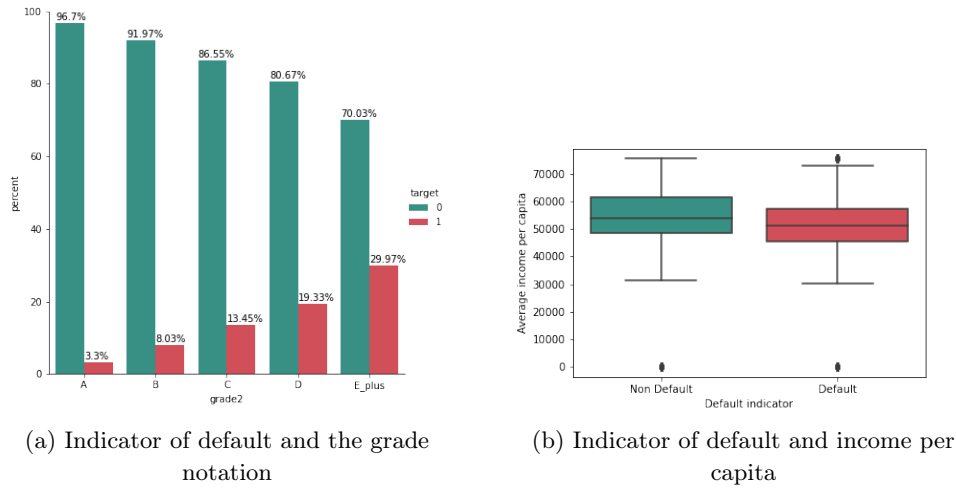 100
80
60
40
20
0
percent
96.7%
3.3%
91.97%
8.03%
86.55%
13.45%
80.67%
19.33%
70.03%
29.97%
A
B
C
D
E_plus
grade2
target
0
1
(a) Indicator of default and the grade
notation
70000
60000
50000
40000
30000
20000
10000
0
Average income per capita
Non Default
Default
Default indicator
(b) Indicator of default and income per
capita